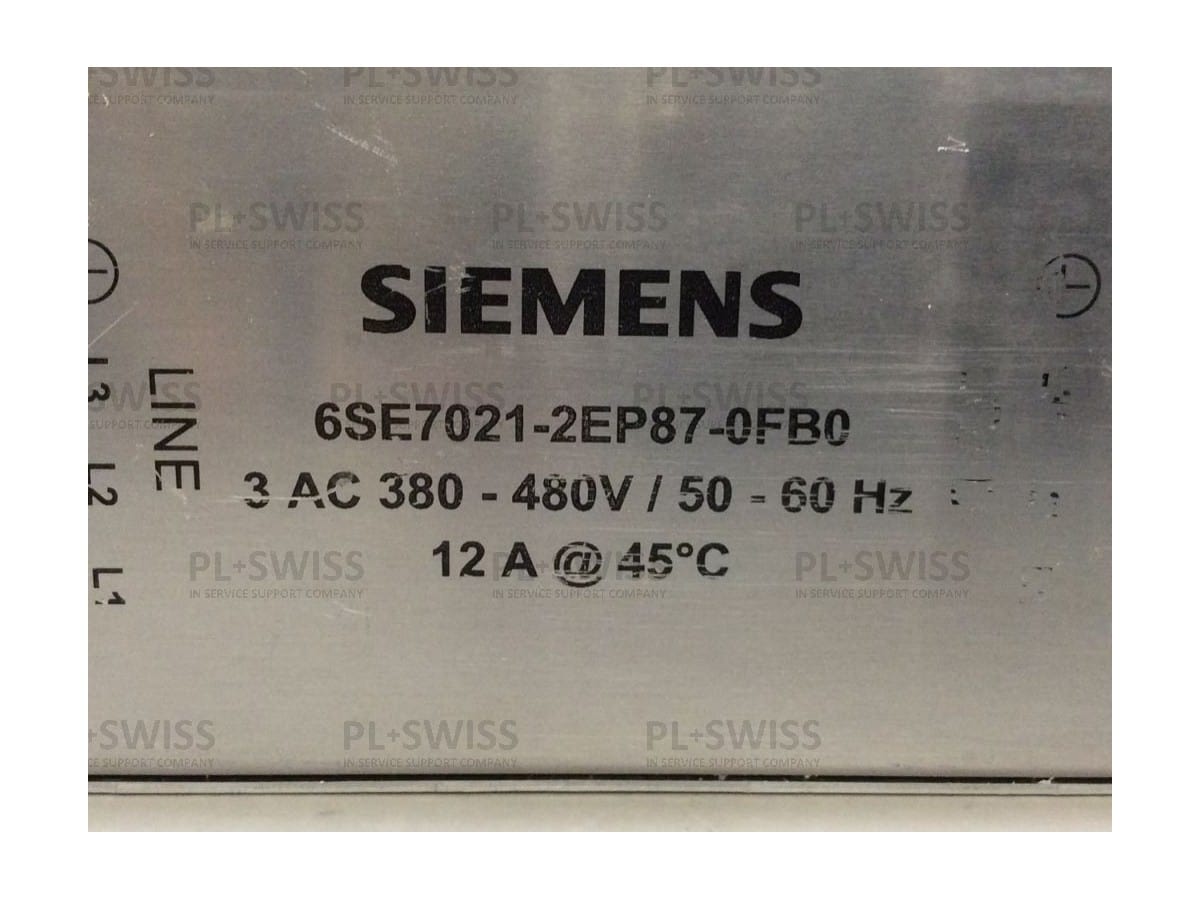 SIEMENS
6SE7021-2EP87-0FB0
3 AC 380 - 480V / 50 - 60 Hz
12 A @ 45°C
LINE
L3
L2
L1
PL+SWISS
IN SERVICE SUPPORT COMPANY